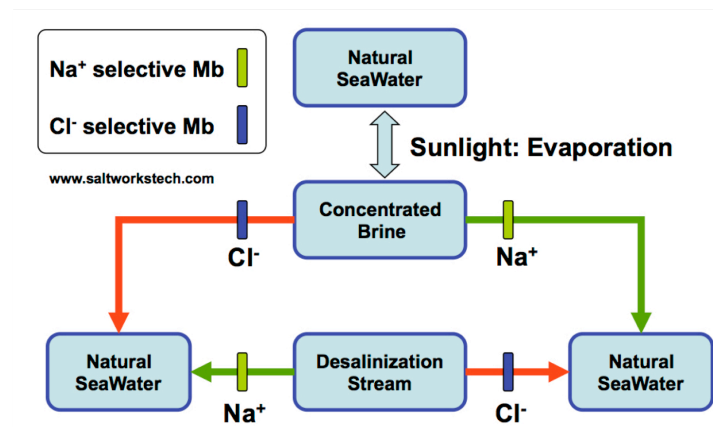 Na⁺ selective Mb
Cl⁻ selective Mb
www.saltworkstech.com
Natural
SeaWater
Sunlight: Evaporation
Concentrated
Brine
Cl⁻
Na⁺
Natural
SeaWater
Desalinization
Stream
Natural
SeaWater
Na⁺
Cl⁻